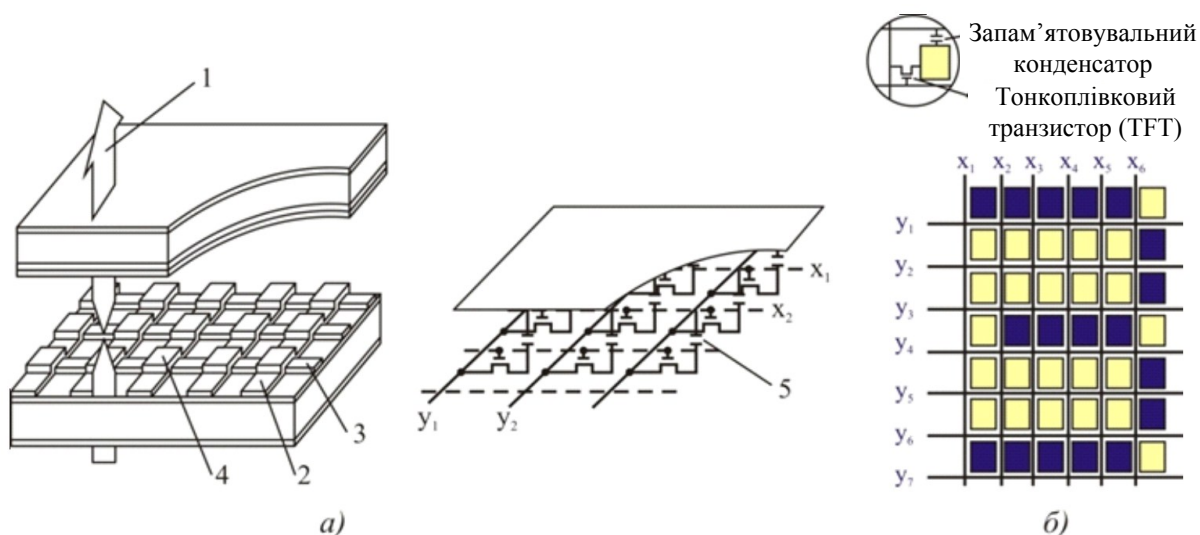 Запам’ятовувальний
конденсатор
Тонкоплівковий
транзистор (TFT)
1
3
2
4
x₁
x₂
5
y₁ y₂
а)
x₁ x₂ x₃ x₄ x₅ x₆
y₁
y₂
y₃
y₄
y₅
y₆
y₇
б)